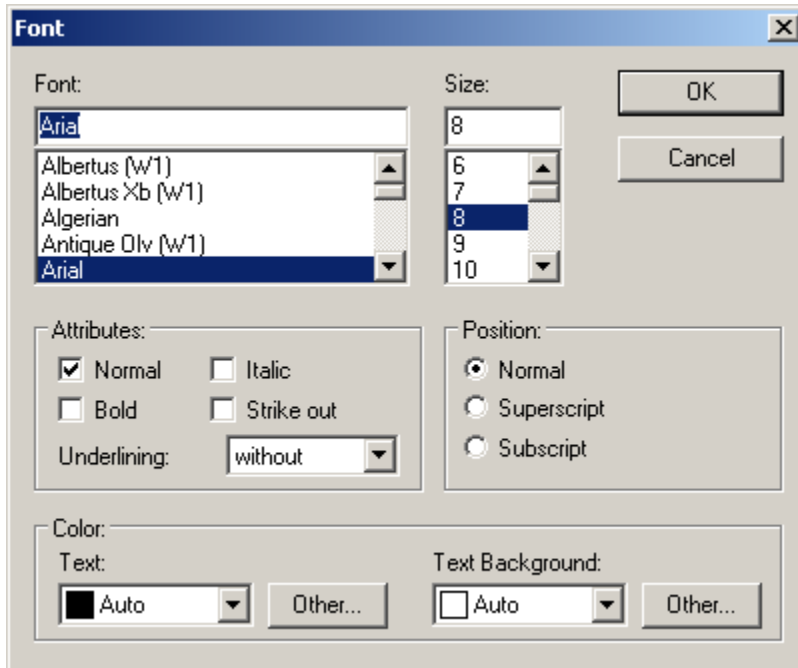 Font
Font:
Size:
OK
Arial
8
Cancel
Albertus (W1)
Albertus Xb (W1)
Algerian
Antique Olv (W1)
Arial
6
7
8
9
10
Attributes:
Position:
Normal
Italic
Normal
Bold
Strike out
Superscript
Underlining:
without
Subscript
Color:
Text:
Text Background:
Auto
Other...
Auto
Other...